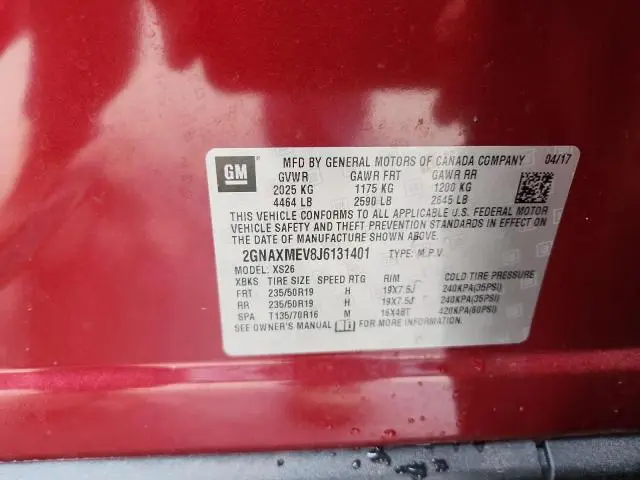 GM
MFD BY GENERAL MOTORS OF CANADA COMPANY 04/17
GVWR GAWR FRT GAWR RR
2025 KG 1175 KG 1200 KG
4464 LB 2590 LB 2645 LB
THIS VEHICLE CONFORMS TO ALL APPLICABLE U.S. FEDERAL MOTOR
VEHICLE SAFETY AND THEFT PREVENTION STANDARDS IN EFFECT ON
DATE OF MANUFACTURE SHOWN ABOVE.
2GNAXMEV8J6131401 TYPE: M.P.V.
MODEL: XS26
XBKS TIRE SIZE SPEED RTG RIM COLD TIRE PRESSURE
FRT 235/50R19 H 19X7.5J 240KPA(35PSI)
RR 235/50R19 H 19X7.5J 240KPA(35PSI)
SPA T135/70R16 M 16X4BT 420KPA(60PSI)
SEE OWNER'S MANUAL FOR MORE INFORMATION.